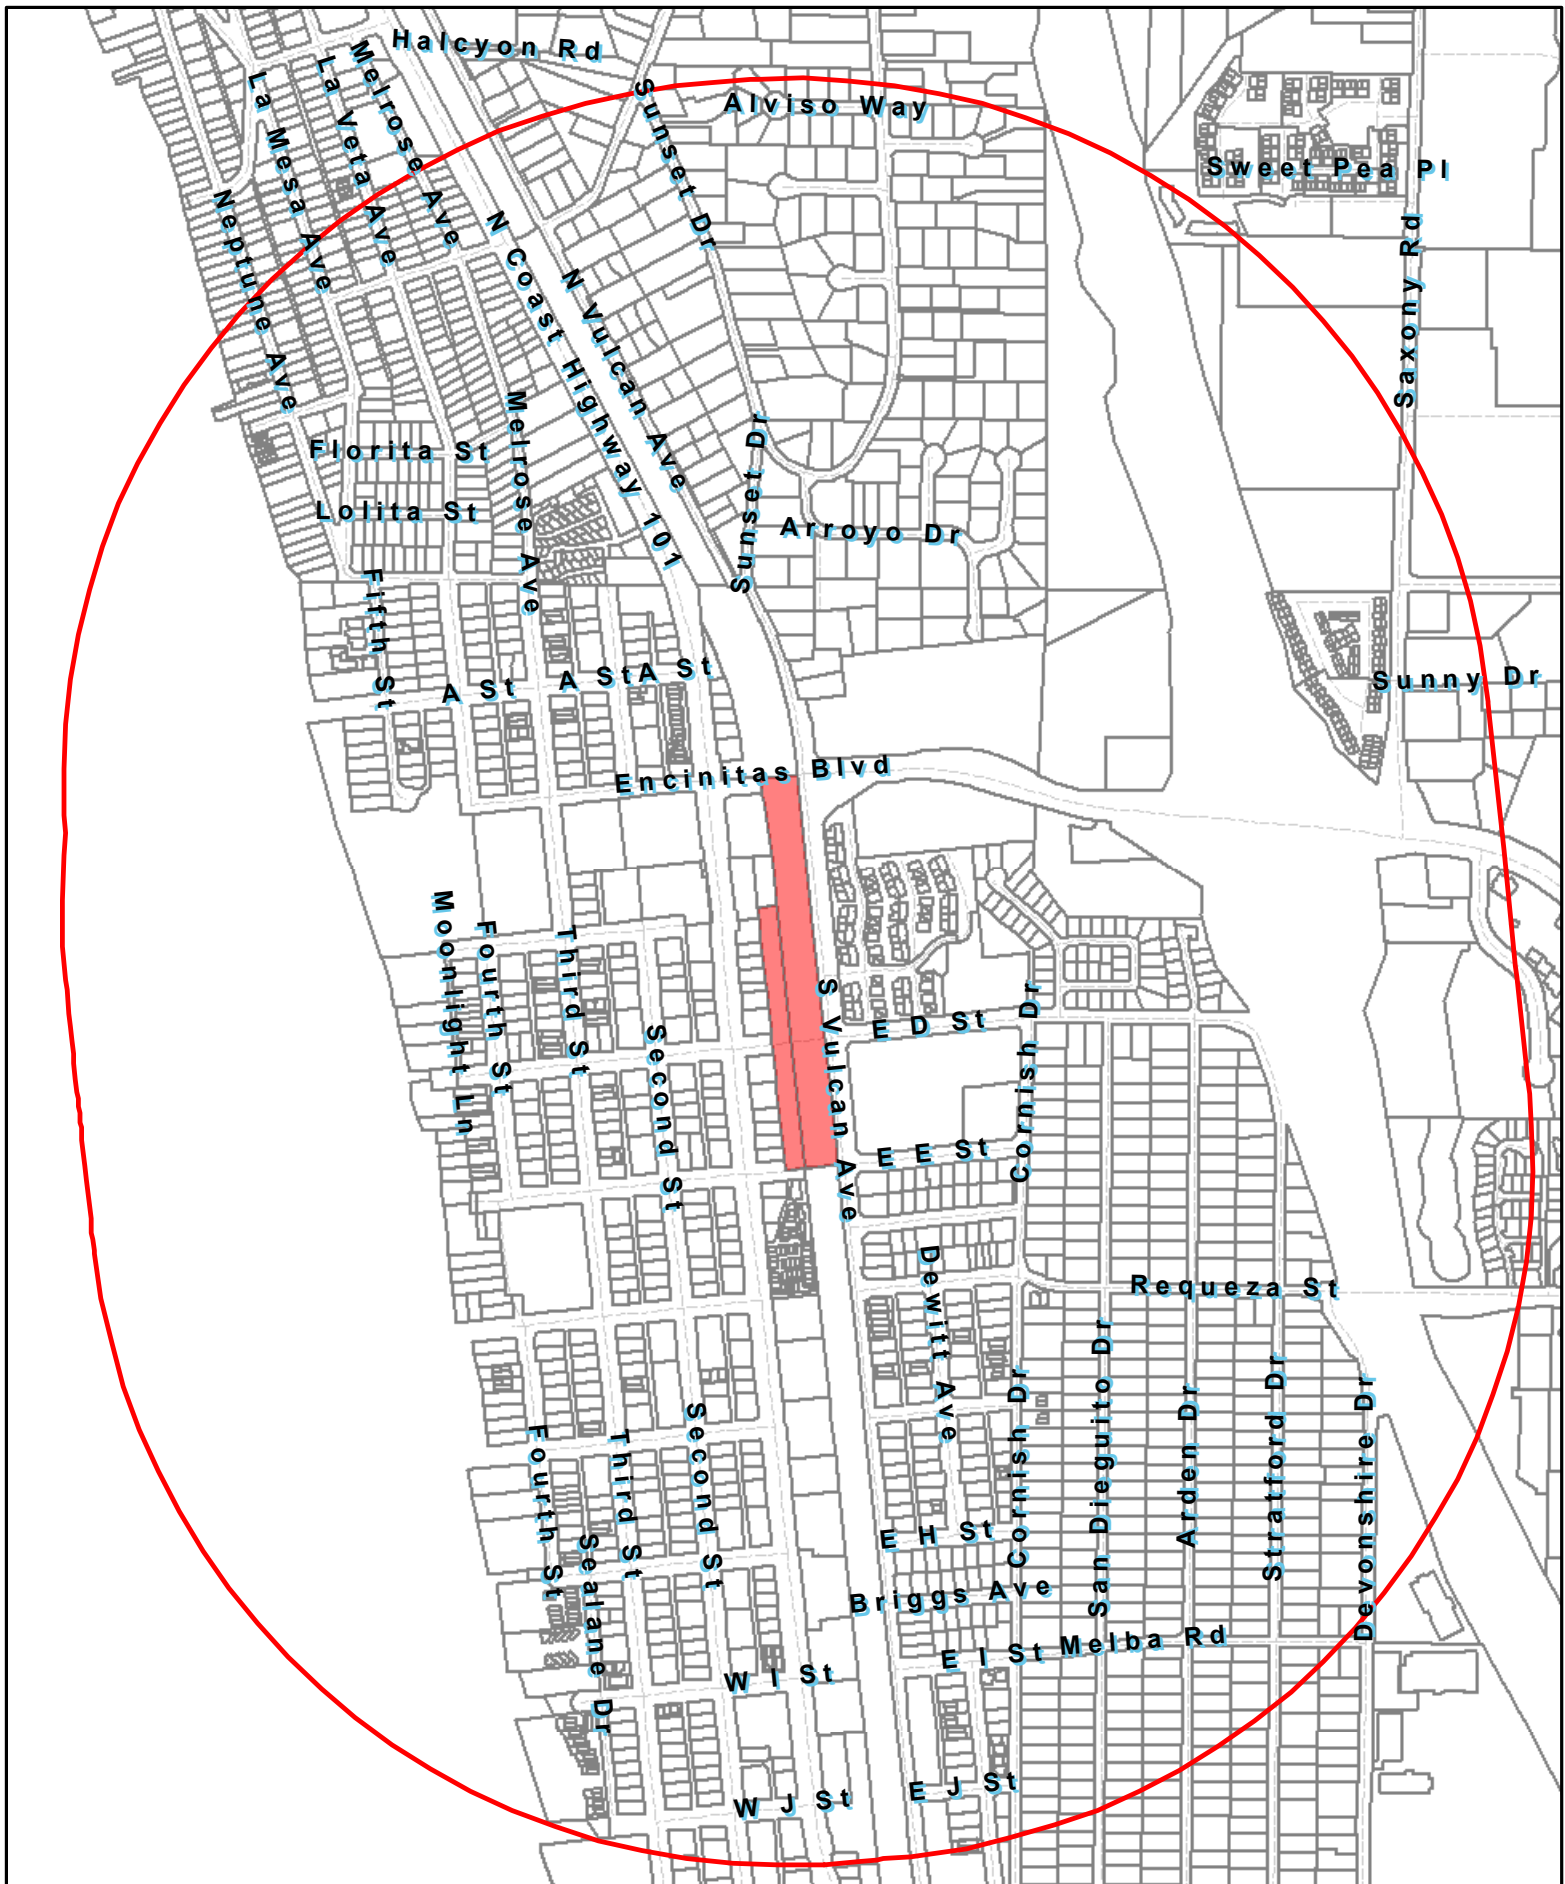 Halcyon Rd
La Mesa Ave
La Veta Ave
Melrose Ave
Sunset Dr
Alviso Way
Sweet Pea Pl
Neptune Ave
N Coast Highway 101
N Vulcan Ave
Saxony Rd
Florita St
Melrose Ave
Lolita St
Sunset Dr
Arroyo Dr
Fifth St
A St
A St
A St
Sunny Dr
Encinitas Blvd
Moonlight Ln
Fourth St
Third St
Second St
S Vulcan Ave
E D St
Cornish Dr
E E St
Dewitt Ave
Requeza St
Fourth St
Third St
Second St
Cornish Dr
San Dieguito Dr
Arden Dr
Stratford Dr
Devonshire Dr
E H St
Sealane Dr
Briggs Ave
E I St
Melba Rd
W I St
W J St
E J St